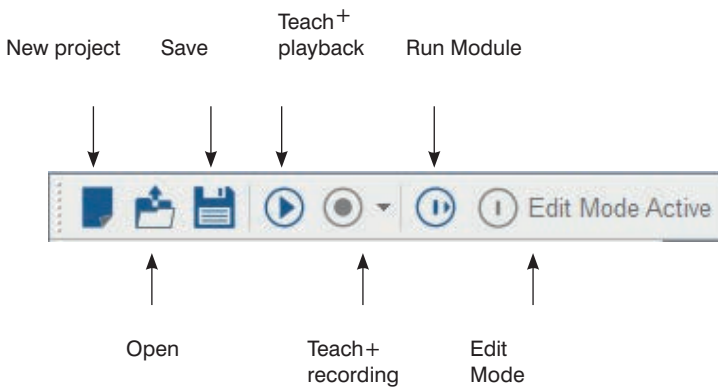 Teach+
New project Save playback Run Module
Edit Mode Active
Open Teach+ Edit
recording Mode